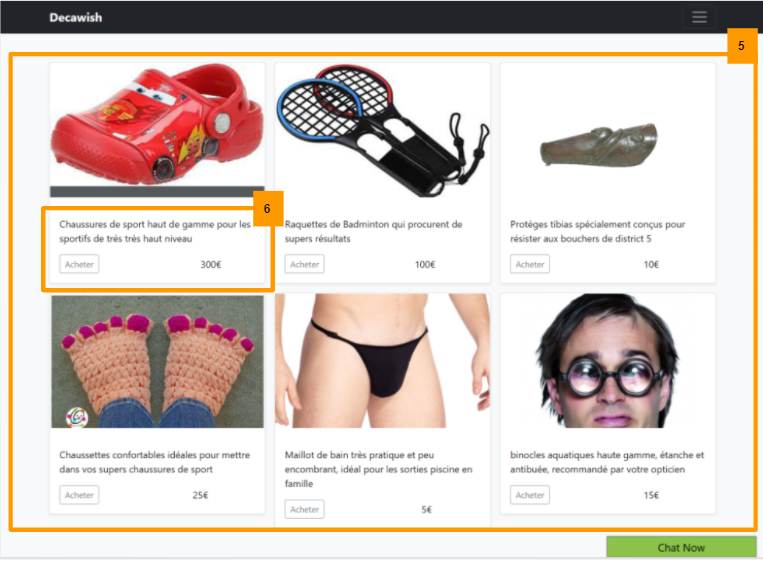 Decawish
5
6
Chaussures de sport haut de gamme pour les
sportifs de très très haut niveau
Acheter 300€
Raquettes de Badminton qui procurent de
supers résultats
Acheter 100€
Protèges tibias spécialement conçus pour
résister aux bouchers de district 5
Acheter 10€
Chaussettes confortables idéales pour mettre
dans vos supers chaussures de sport
Acheter 25€
Maillot de bain très pratique et peu
encombrant, idéal pour les sorties piscine en
famille
Acheter 5€
binocles aquatiques haute gamme, étanche et
antibuée, recommandé par votre opticien
Acheter 15€
Chat Now